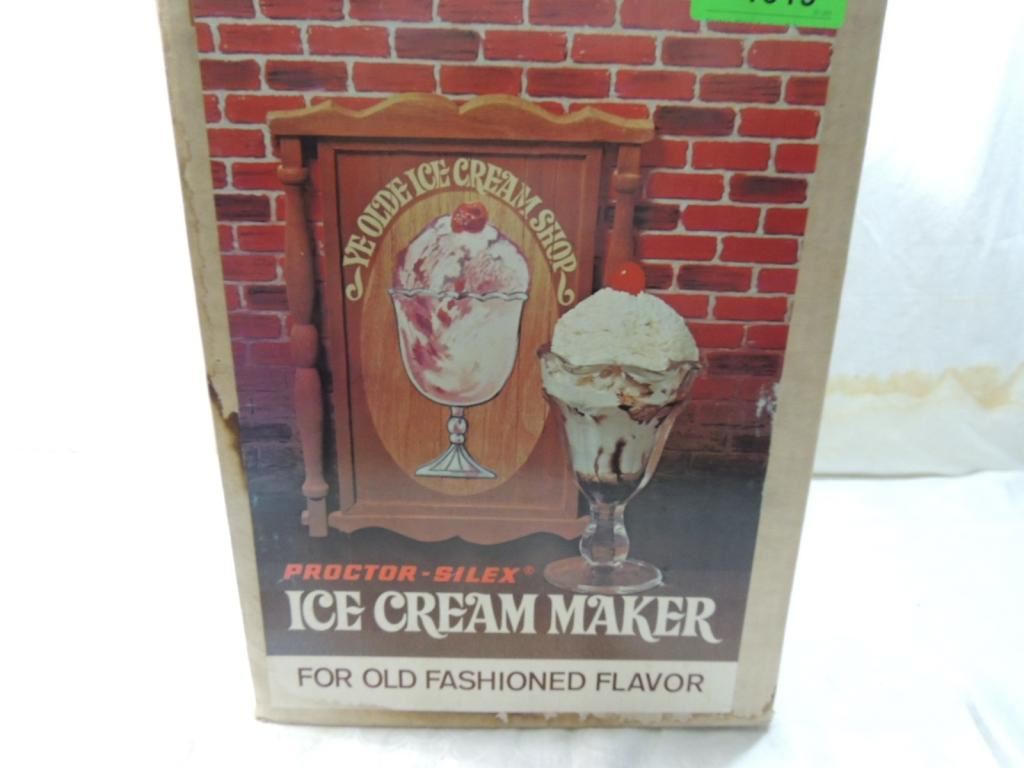 YE OLDE ICE CREAM SHOP
PROCTOR-SILEX®
ICE CREAM MAKER
FOR OLD FASHIONED FLAVOR